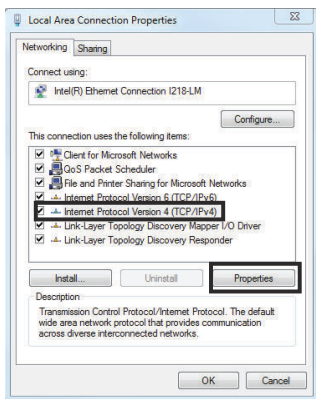 Local Area Connection Properties
Networking Sharing
Connect using:
Intel(R) Ethernet Connection I218-LM
Configure...
This connection uses the following items:
Client for Microsoft Networks
QoS Packet Scheduler
File and Printer Sharing for Microsoft Networks
Internet Protocol Version 6 (TCP/IPv6)
Internet Protocol Version 4 (TCP/IPv4)
Link-Layer Topology Discovery Mapper I/O Driver
Link-Layer Topology Discovery Responder
Install... Uninstall Properties
Description
Transmission Control Protocol/Internet Protocol. The default
wide area network protocol that provides communication
across diverse interconnected networks.
OK Cancel